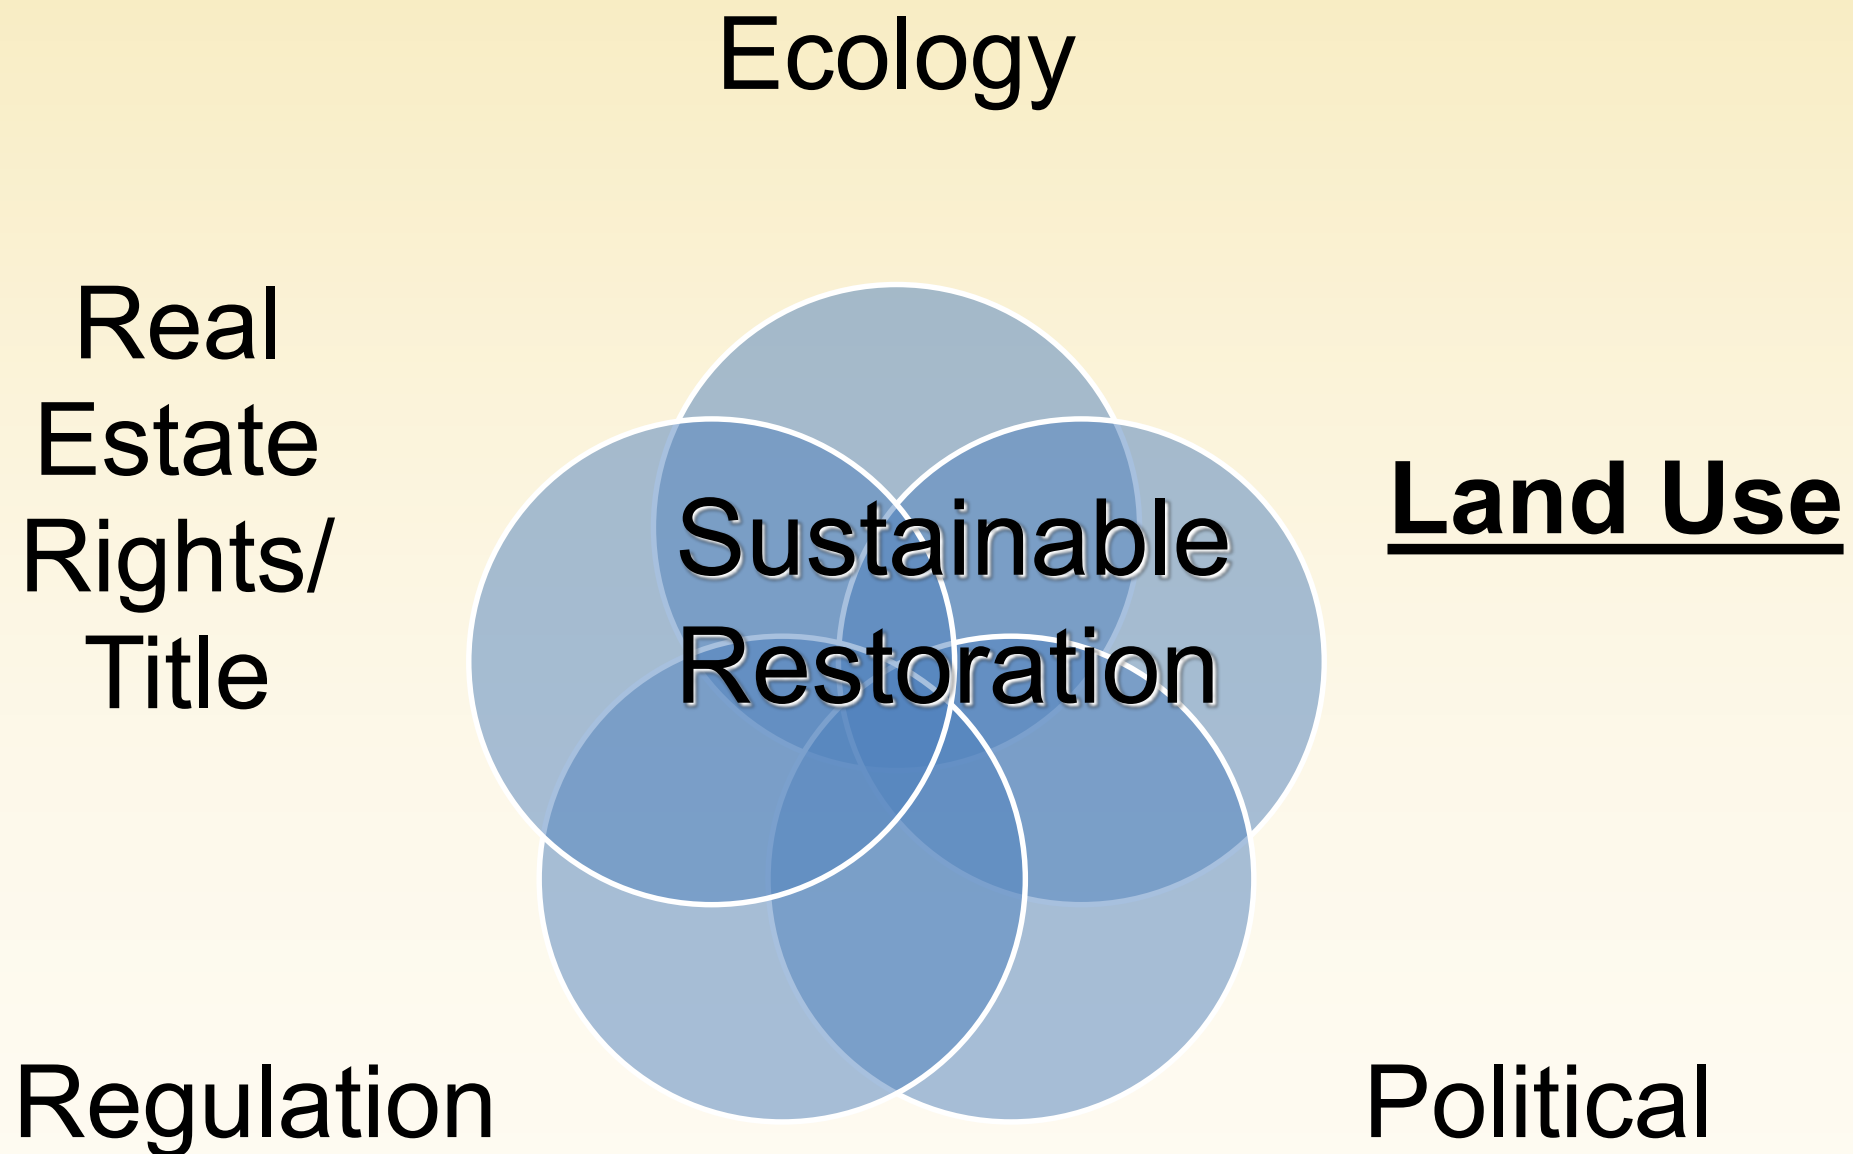 Ecology
Real
Estate
Rights/
Title
Sustainable
Restoration
Land Use
Regulation
Political